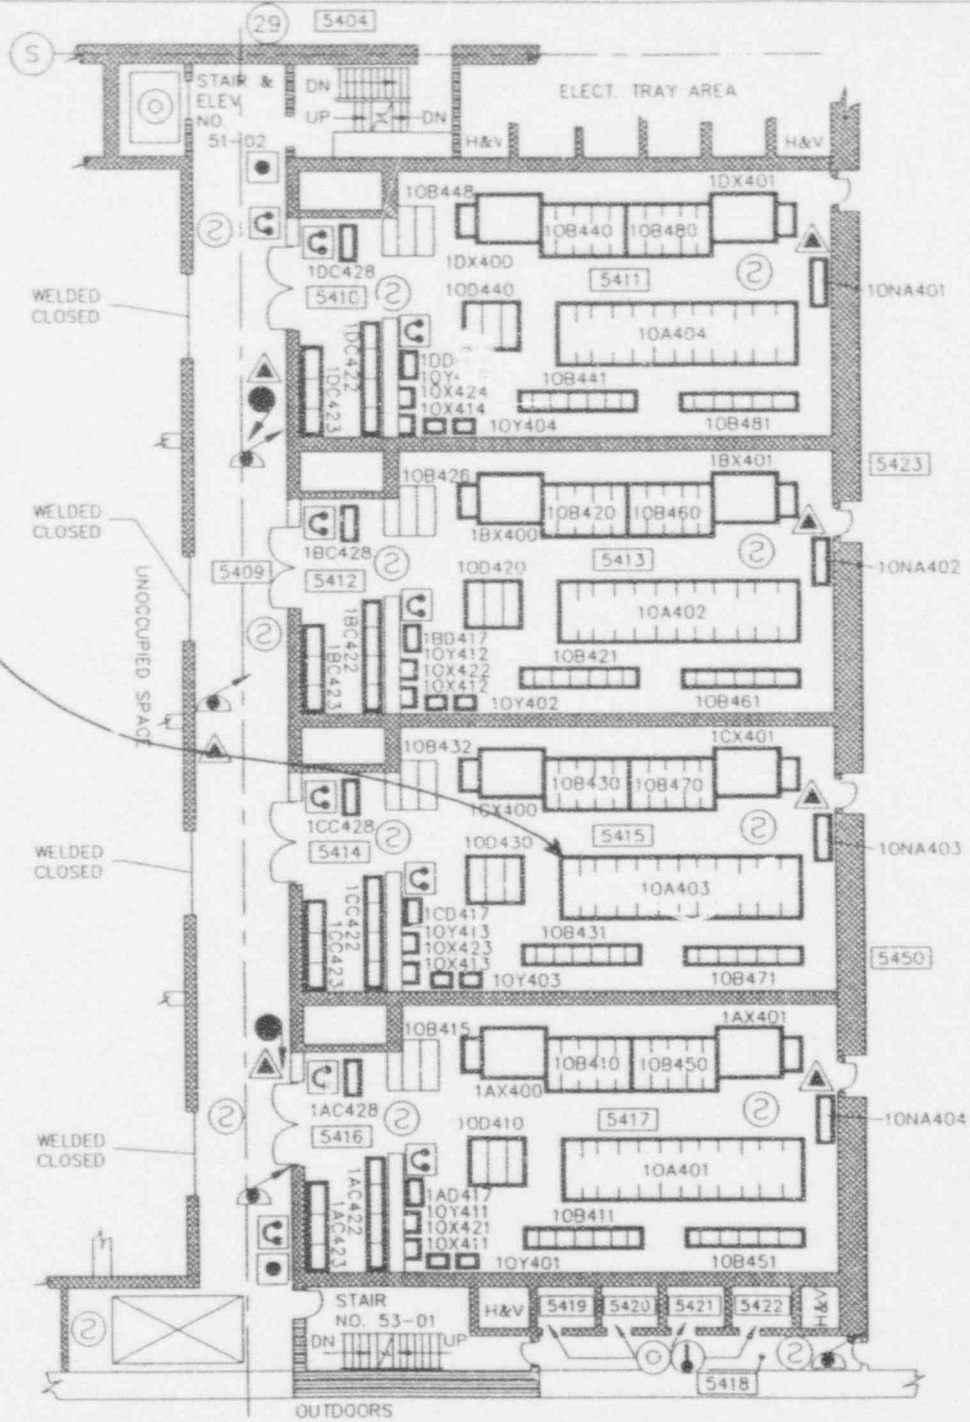 29
5404
S
STAIR &
ELEV
NO.
51-02
DN
UP
DN
ELECT. TRAY AREA
H&V
H&V
10B448
1DX401
10B440
10B480
1DX400
S
1DC428
5410
S
10D440
5411
S
10NA401
WELDED
CLOSED
10A404
1DC422
1DC423
1DD
10Y4
10X424
10X414
10B441
10Y404
10B481
5423
10B426
1BX401
10B420
10B460
1BX400
WELDED
CLOSED
5409
1BC428
5412
S
10D420
5413
S
10NA402
UNOCCUPIED SPACE
S
10A402
1BC422
1BC423
1BD417
10Y412
10X422
10X412
10B421
10Y402
10B461
10B432
1CX401
10B430
10B470
1CX400
1CC428
5414
S
10D430
5415
S
10NA403
WELDED
CLOSED
10A403
1CC422
1CC423
1CD417
10Y413
10X423
10X413
10B431
10Y403
10B471
5450
10B415
1AX401
10B410
10B450
1AX400
S
1AC428
5416
S
10D410
5417
S
10NA404
WELDED
CLOSED
10A401
1AC422
1AC423
1AD417
10Y411
10X421
10X411
10B411
10Y401
10B451
S
STAIR
NO. 53-01
DN
UP
H&V
5419
5420
5421
5422
H&V
S
5418
OUTDOORS